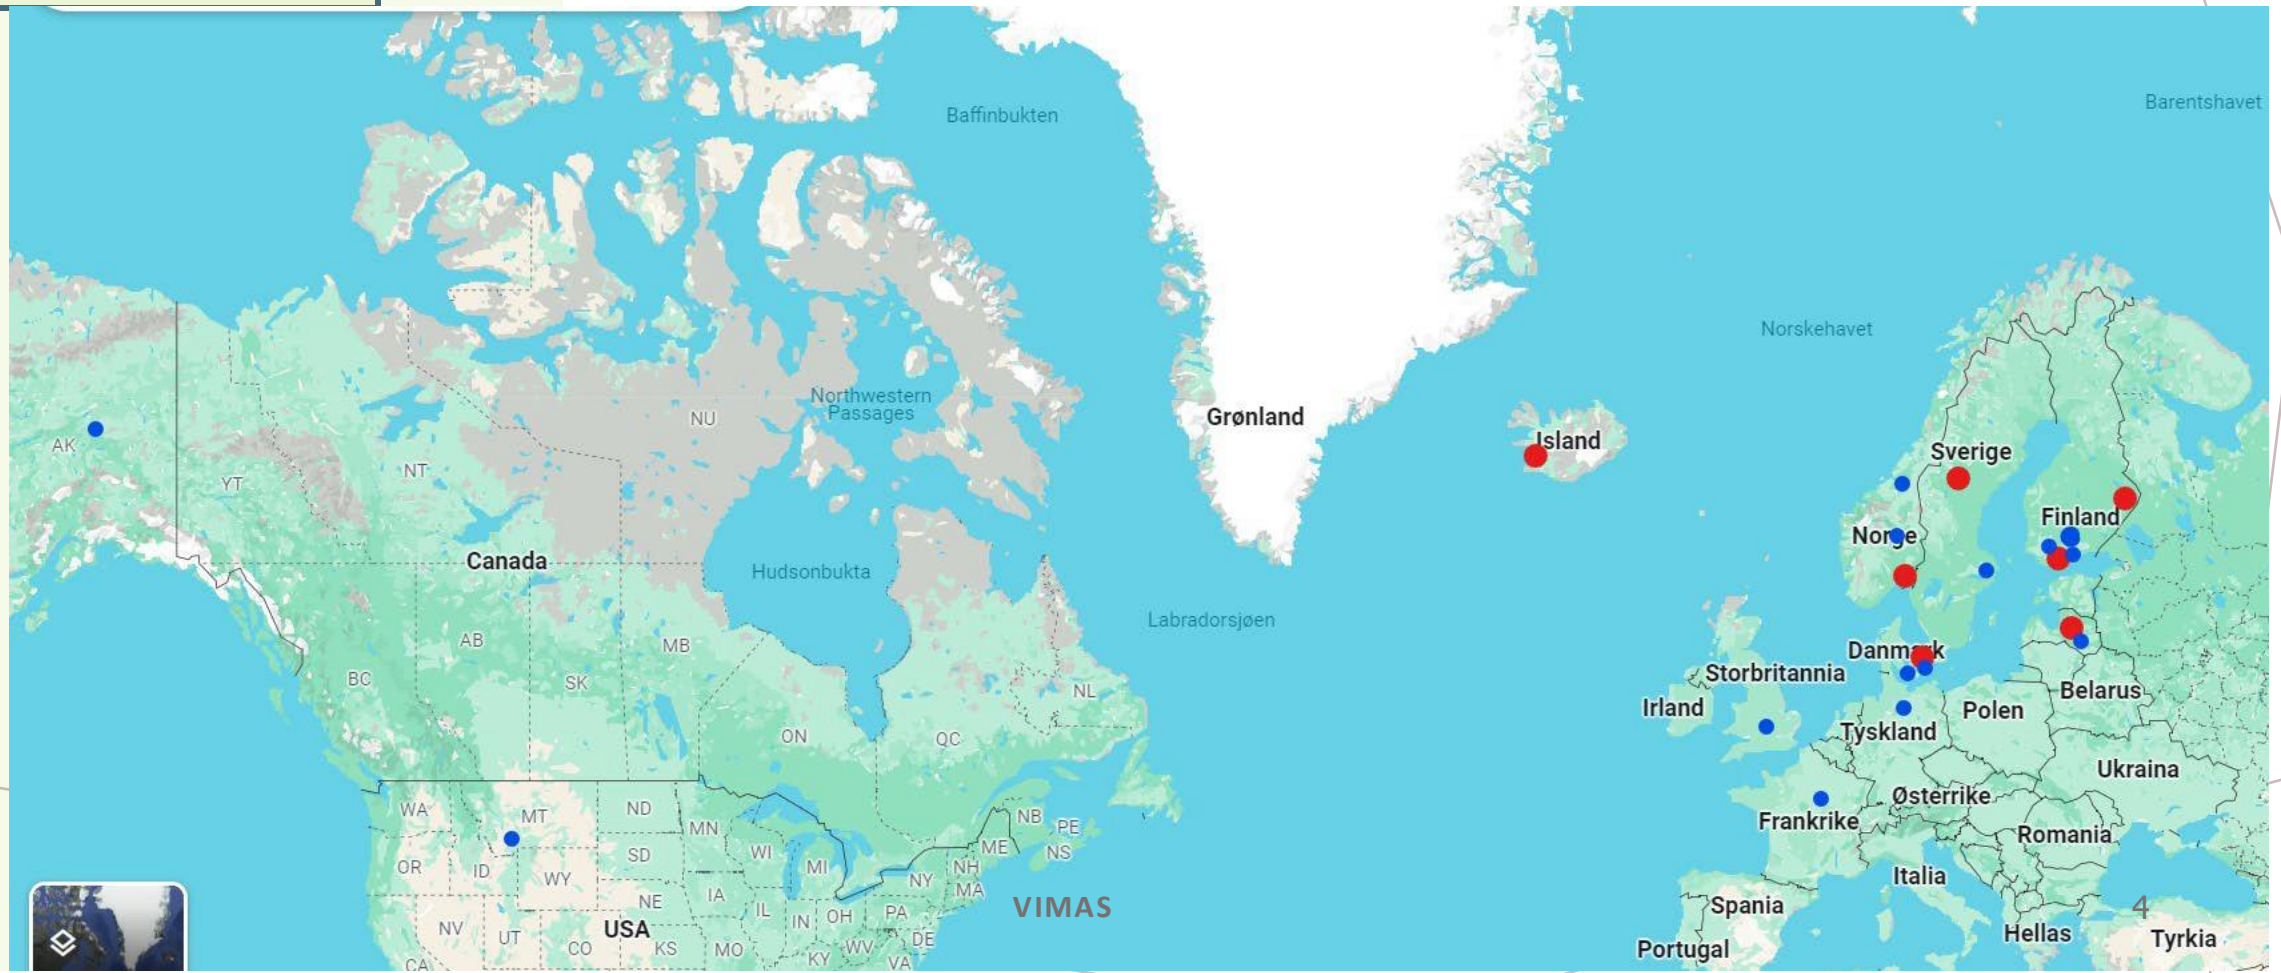 Baffinbukten
Barentshavet
Norskehavet
Northwestern
Passages
NU
Grønland
Island
Sverige
AK
NT
YT
Finland
Norge
Canada
Hudsonbukta
Labradorsjøen
AB
MB
Danmark
BC
SK
Storbritannia
NL
Belarus
Irland
Polen
ON
QC
Tyskland
Ukraina
WA
MT
ND
MN
NB
PE
Østerrike
Frankrike
Romania
OR
ID
SD
WI
MI
ME
NS
WY
NY
NH
MA
Italia
NE
IA
IL
IN
OH
PA
VIMAS
Spania
4
NV
UT
CO
USA
KS
MO
KY
WV
DE
VA
CA
Portugal
Hellas
Tyrkia